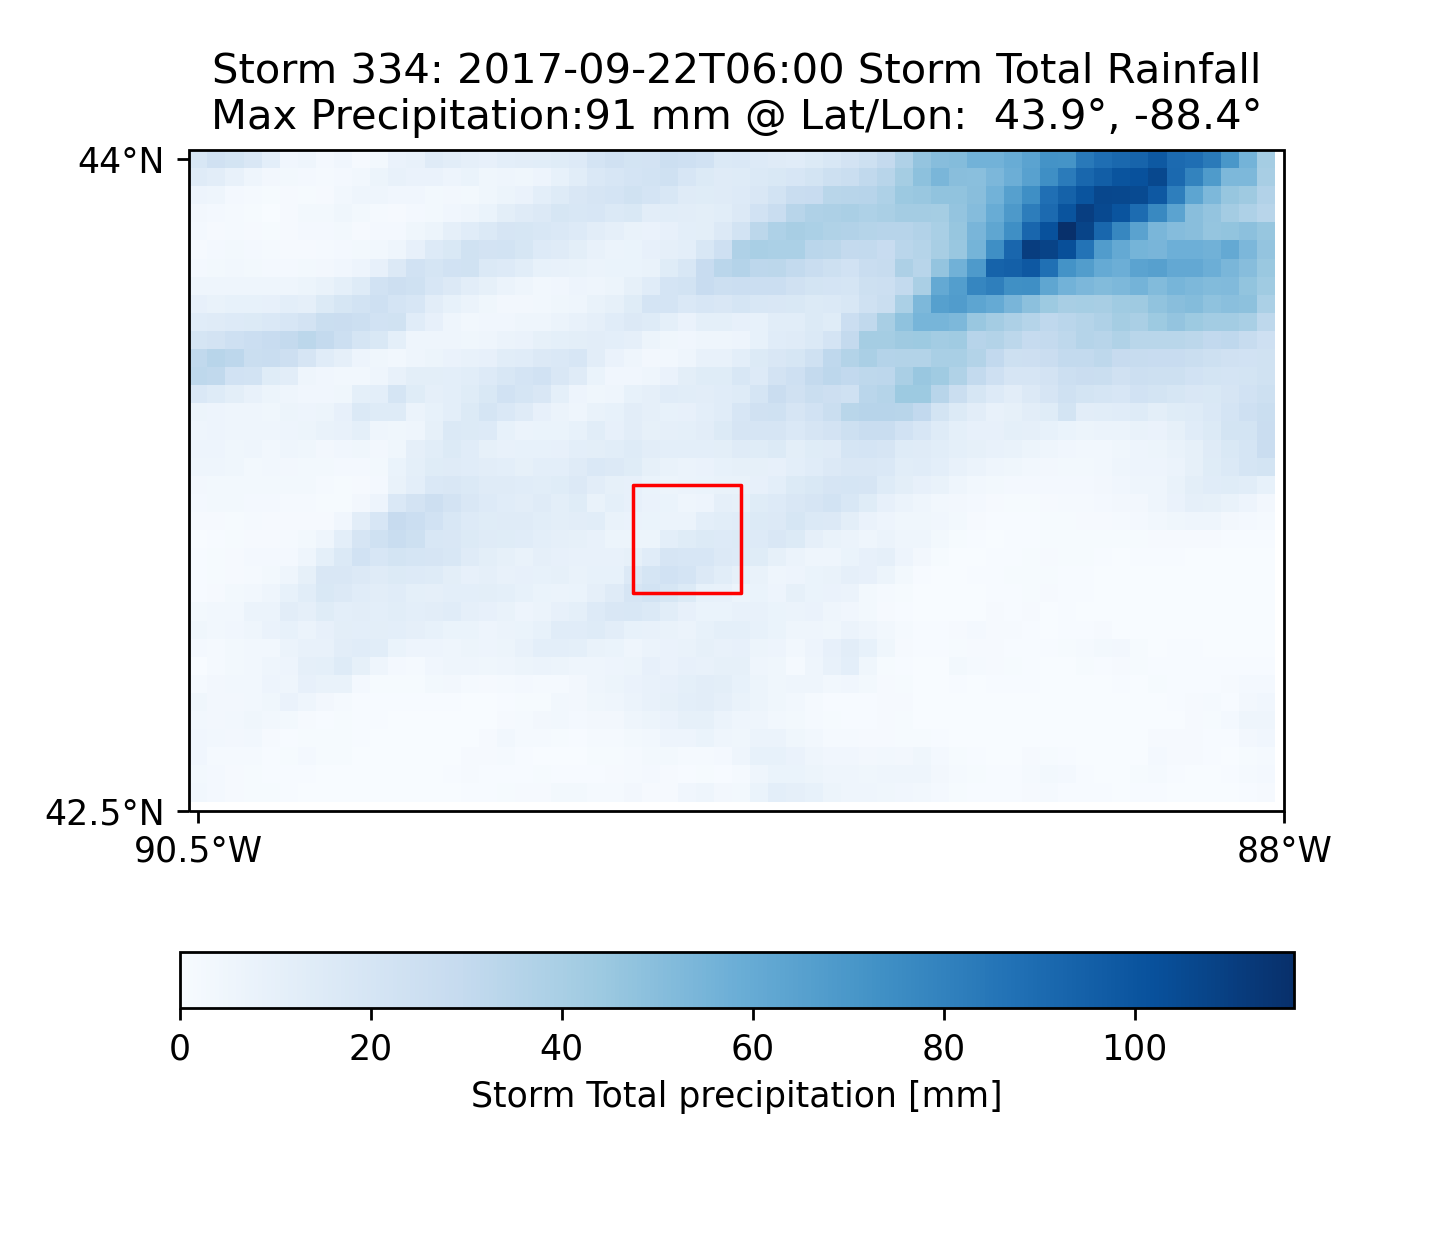 Storm 334: 2017-09-22T06:00 Storm Total Rainfall
Max Precipitation:91 mm @ Lat/Lon:  43.9°, -88.4°
44°N
42.5°N
90.5°W 88°W
0 20 40 60 80 100
Storm Total precipitation [mm]